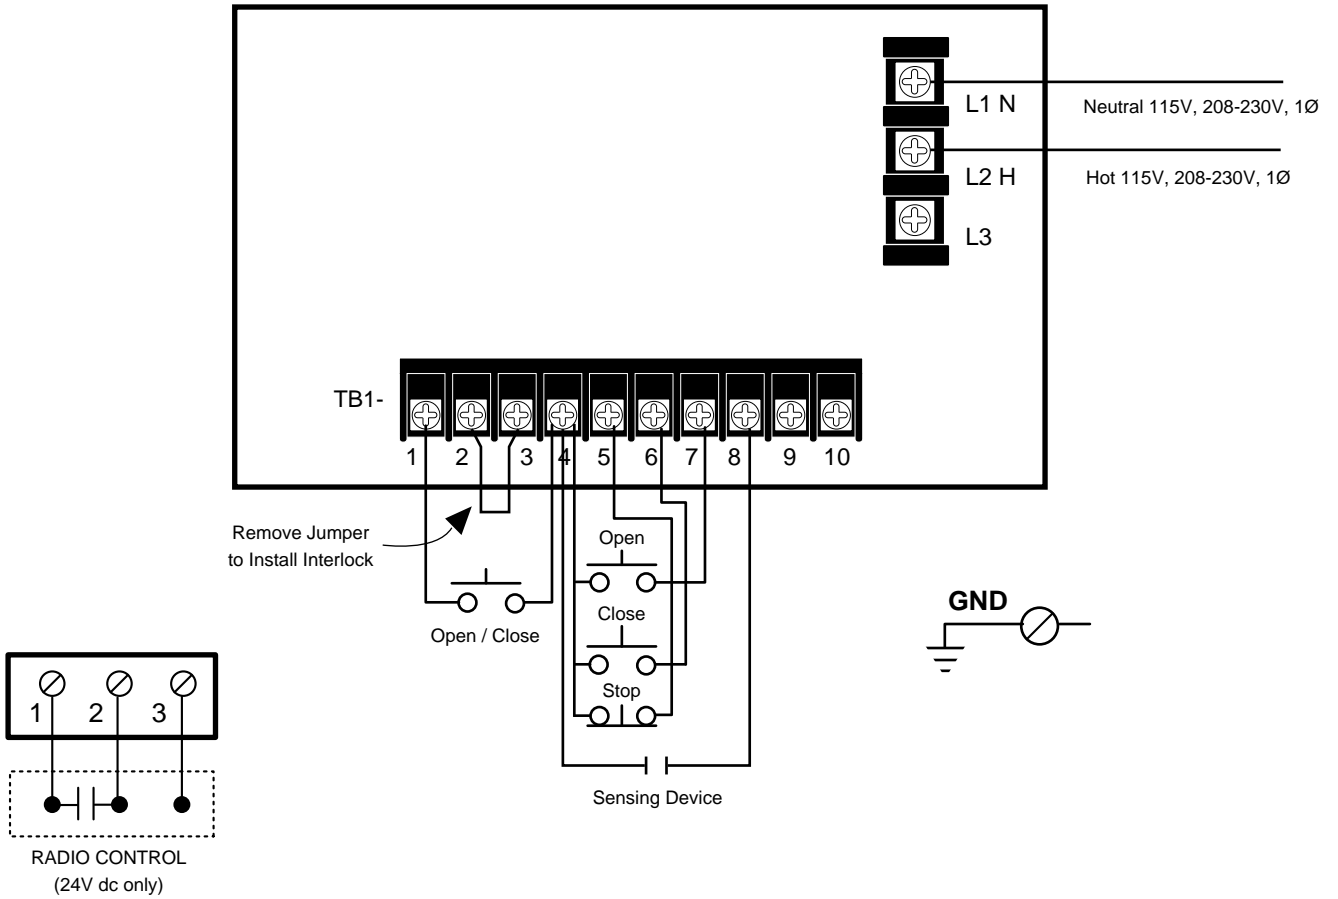 L1 N
Neutral 115V, 208-230V, 1Ø
L2 H
Hot 115V, 208-230V, 1Ø
L3
TB1-
1 2 3 4 5 6 7 8 9 10
Remove Jumper
to Install Interlock
Open
Close
Open / Close
Stop
Sensing Device
GND
1 2 3
RADIO CONTROL
(24V dc only)